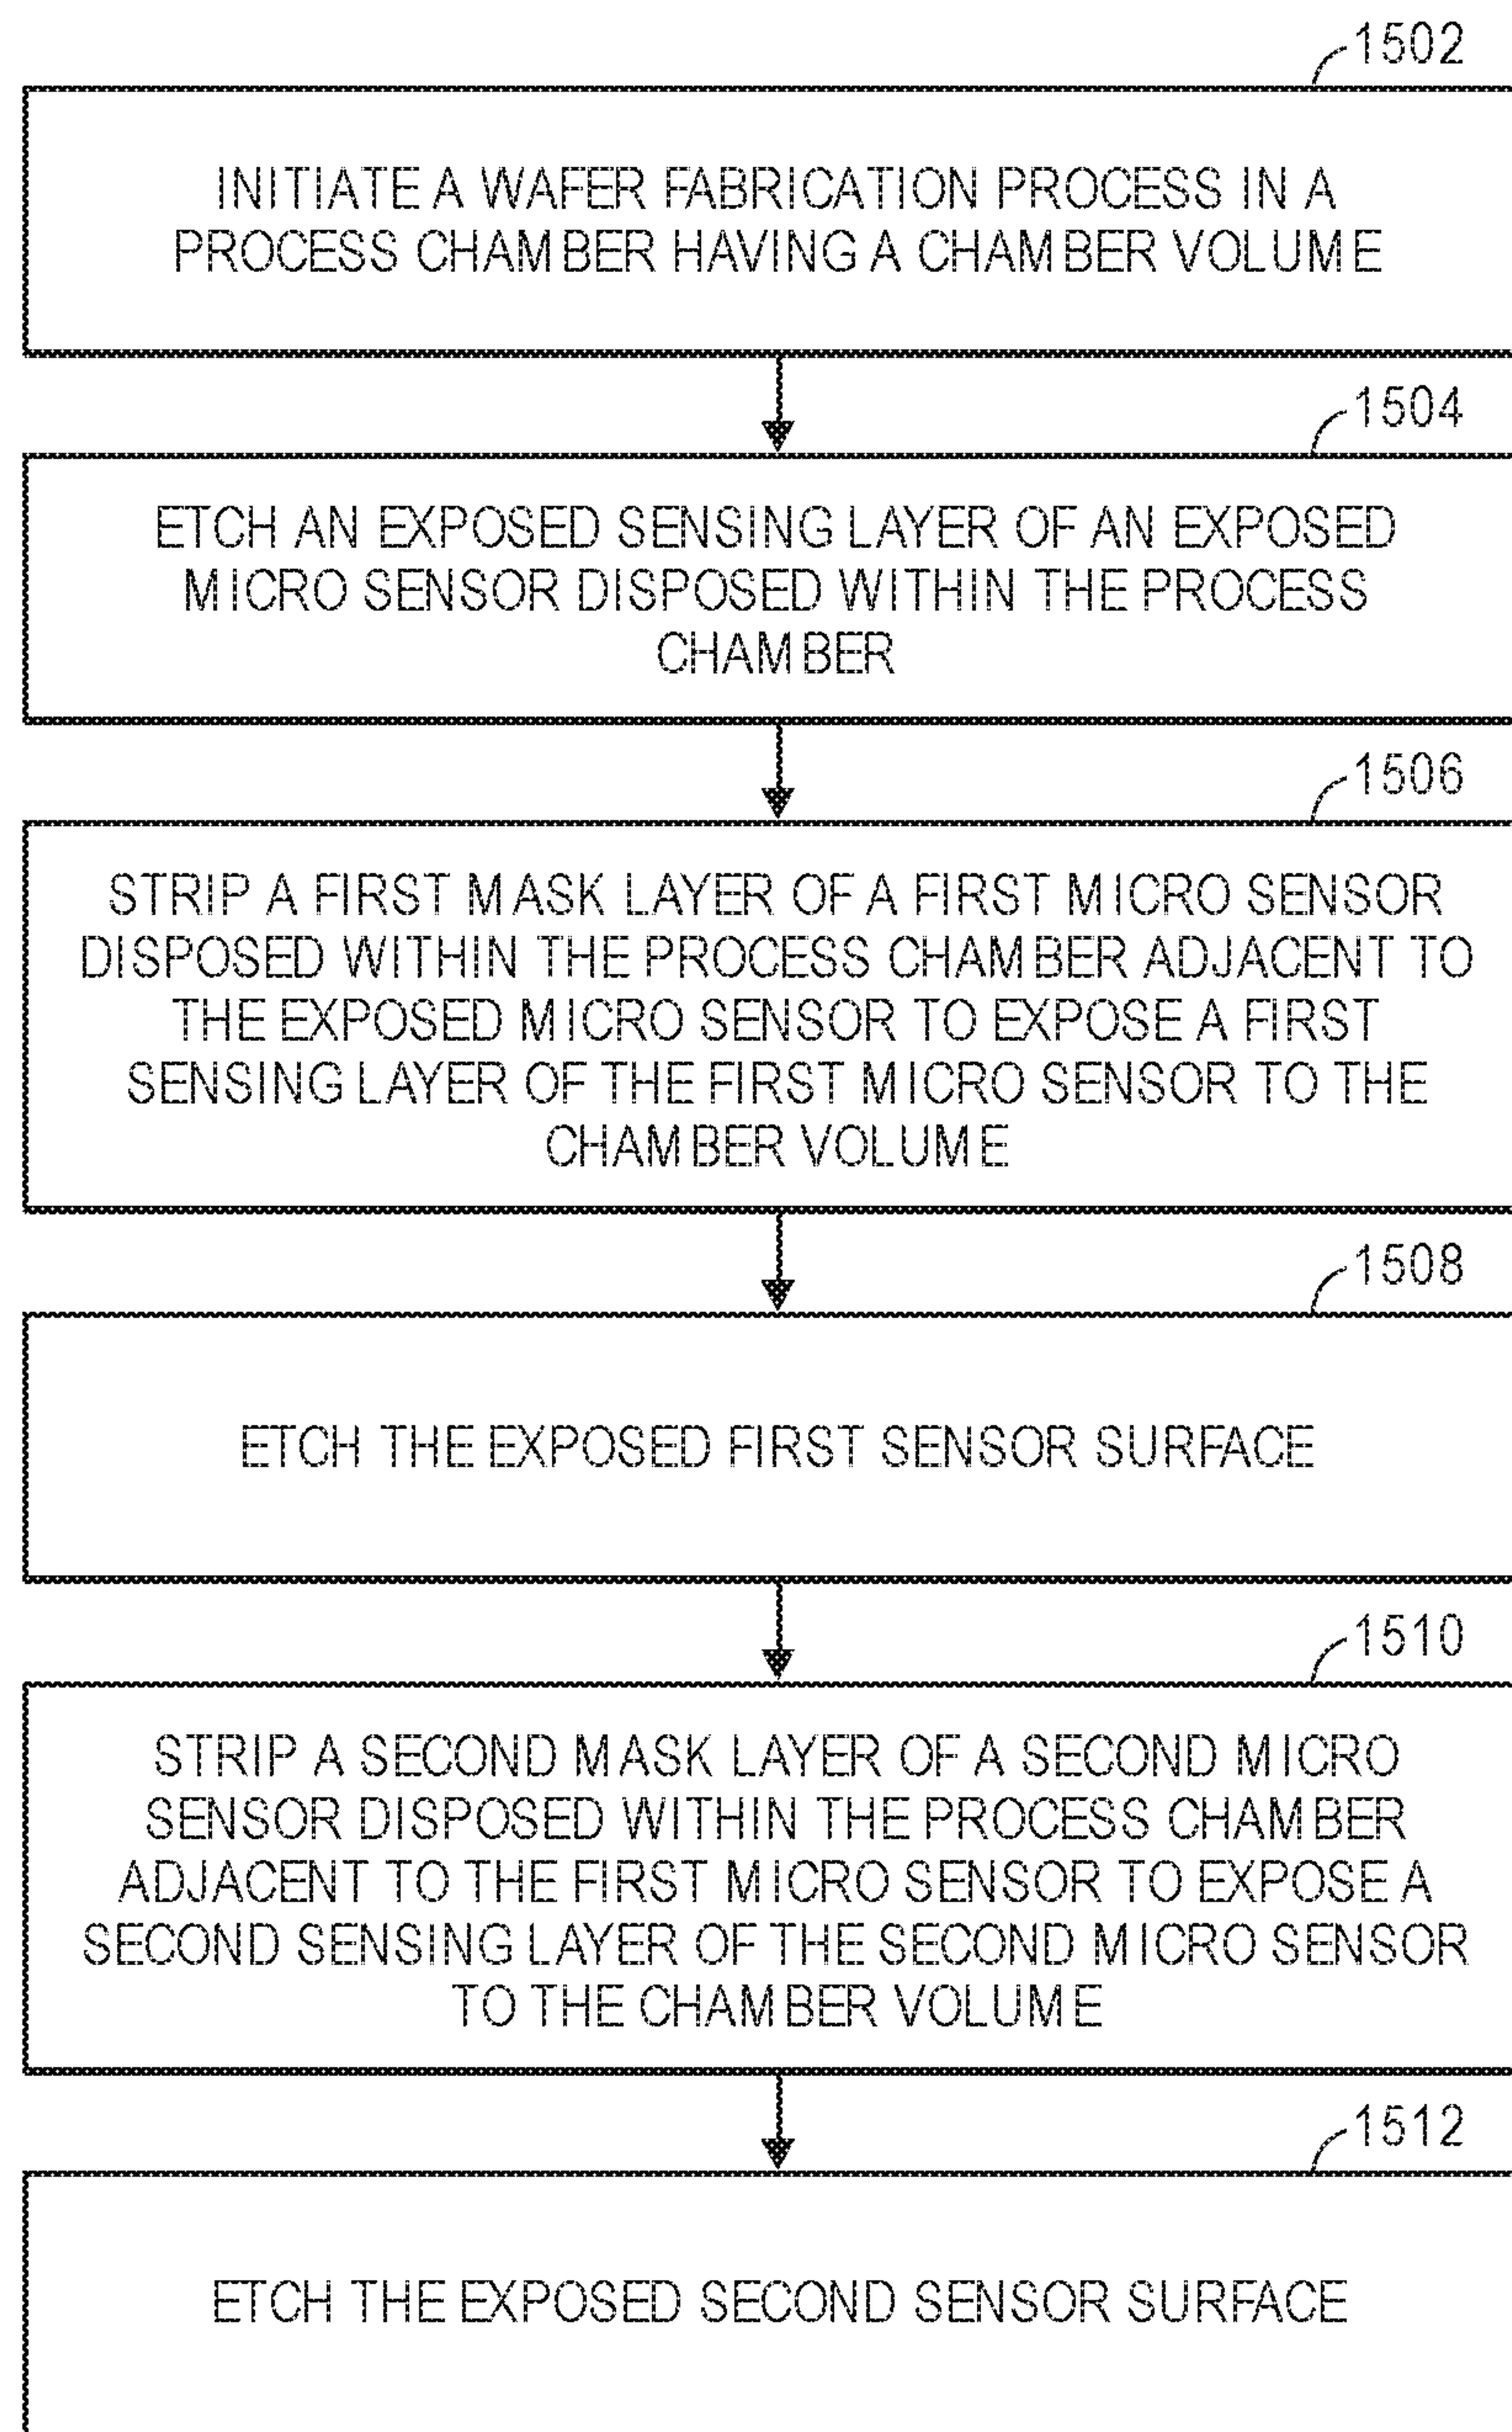 1502
INITIATE A WAFER FABRICATION PROCESS IN A
PROCESS CHAMBER HAVING A CHAMBER VOLUME
1504
ETCH AN EXPOSED SENSING LAYER OF AN EXPOSED
MICRO SENSOR DISPOSED WITHIN THE PROCESS
CHAMBER
1506
STRIP A FIRST MASK LAYER OF A FIRST MICRO SENSOR
DISPOSED WITHIN THE PROCESS CHAMBER ADJACENT TO
THE EXPOSED MICRO SENSOR TO EXPOSE A FIRST
SENSING LAYER OF THE FIRST MICRO SENSOR TO THE
CHAMBER VOLUME
1508
ETCH THE EXPOSED FIRST SENSOR SURFACE
1510
STRIP A SECOND MASK LAYER OF A SECOND MICRO
SENSOR DISPOSED WITHIN THE PROCESS CHAMBER
ADJACENT TO THE FIRST MICRO SENSOR TO EXPOSE A
SECOND SENSING LAYER OF THE SECOND MICRO SENSOR
TO THE CHAMBER VOLUME
1512
ETCH THE EXPOSED SECOND SENSOR SURFACE